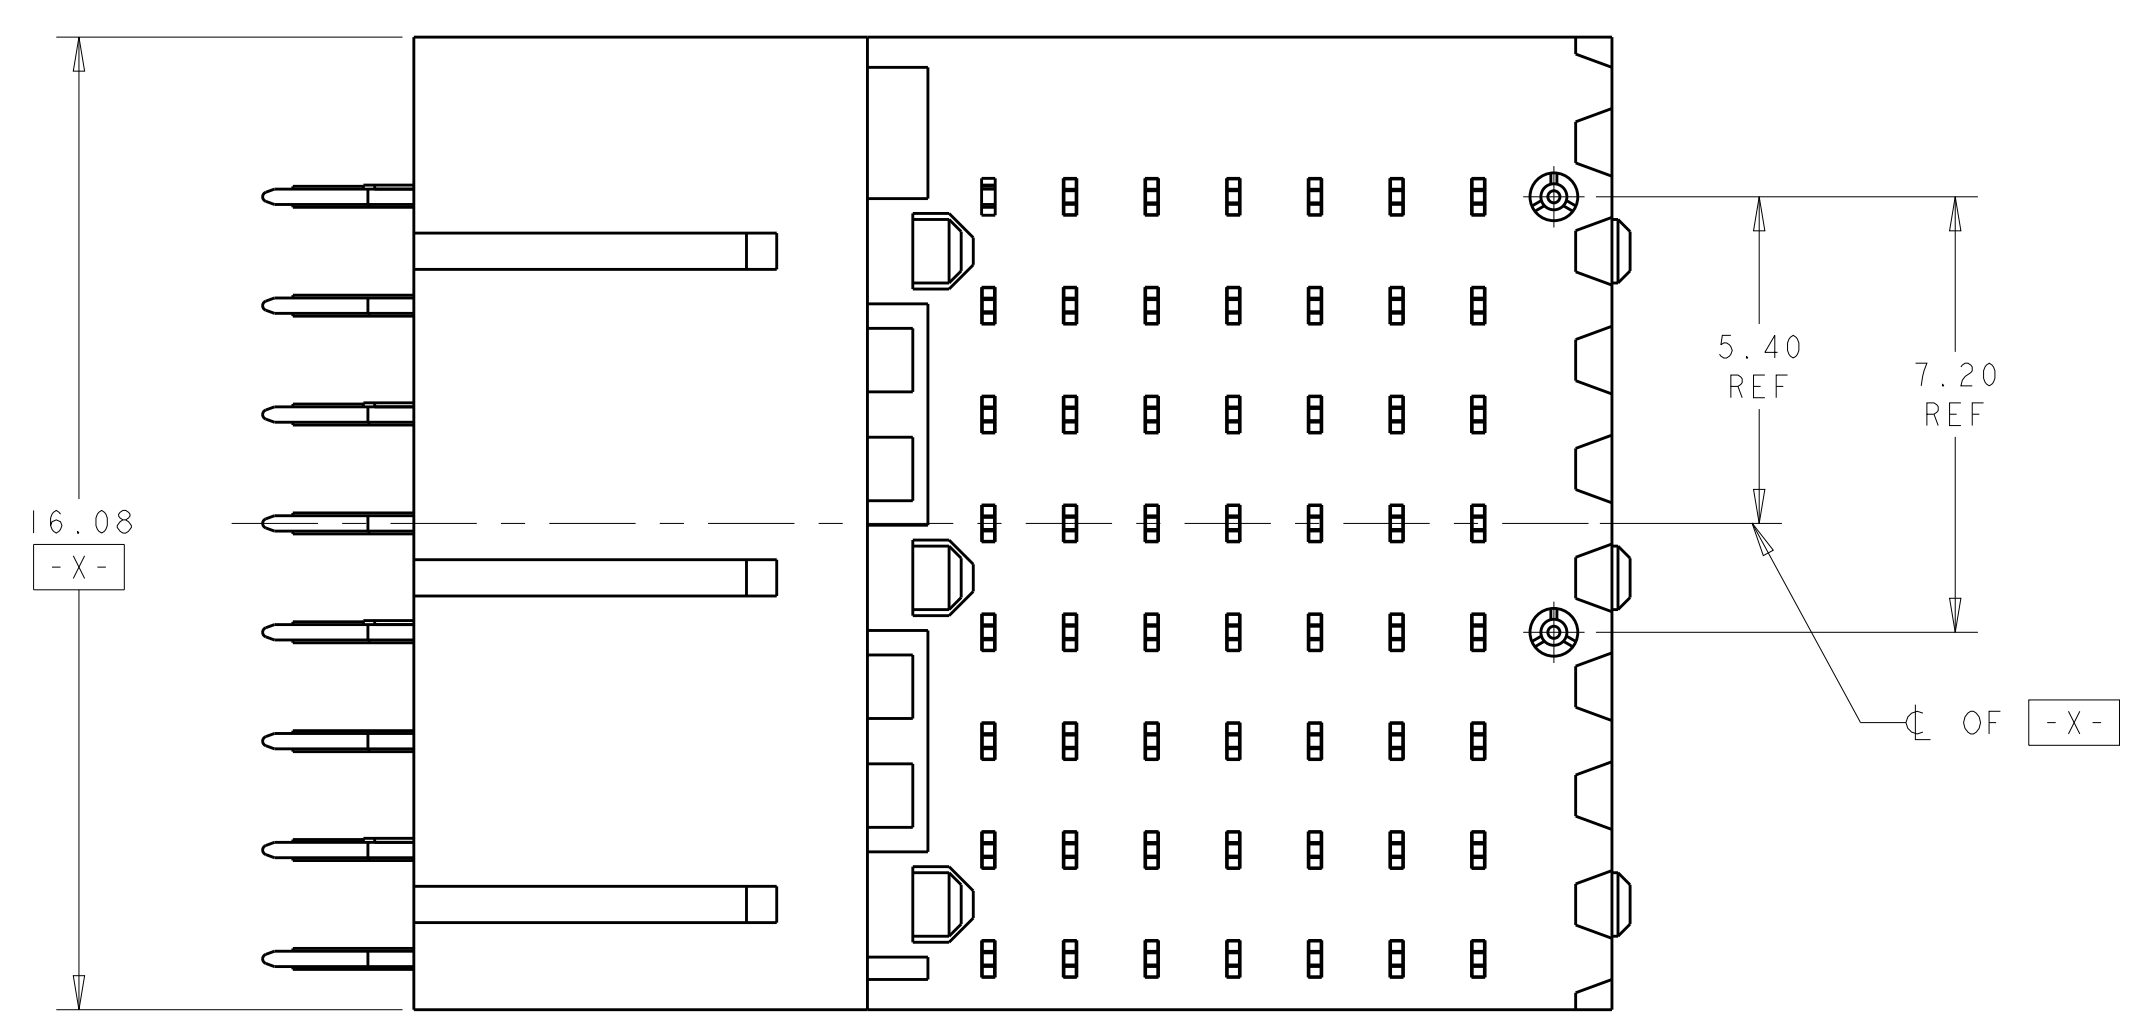 16.08
-X-
5.40
REF
7.20
REF
℄ OF -X-